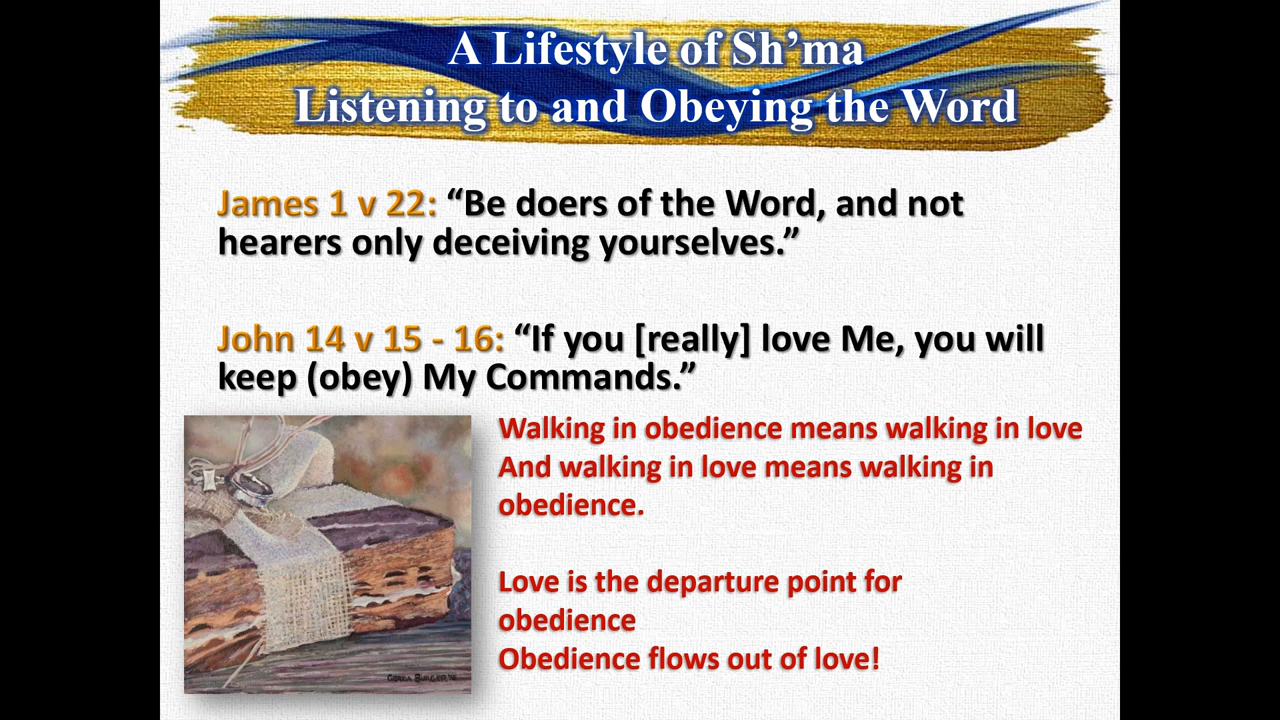 A Lifestyle of Sh’ma
Listening to and Obeying the Word
James 1 v 22: “Be doers of the Word, and not
hearers only deceiving yourselves.”
John 14 v 15 - 16: “If you [really] love Me, you will
keep (obey) My Commands.”
Walking in obedience means walking in love
And walking in love means walking in
obedience.
Love is the departure point for
obedience
Obedience flows out of love!